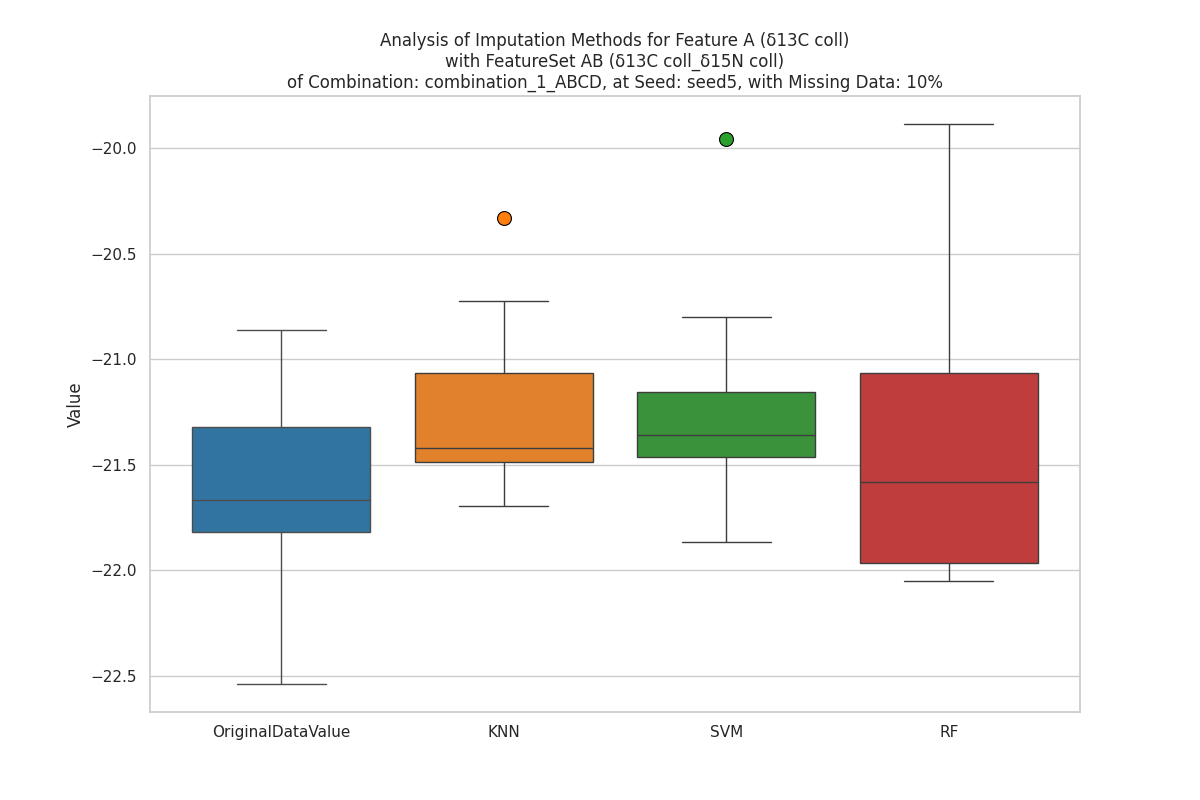 Analysis of Imputation Methods for Feature A (δ13C coll)
with FeatureSet AB (δ13C coll_δ15N coll)
of Combination: combination_1_ABCD, at Seed: seed5, with Missing Data: 10%
Value
−20.0
−20.5
−21.0
−21.5
−22.0
−22.5
OriginalDataValue
KNN
SVM
RF